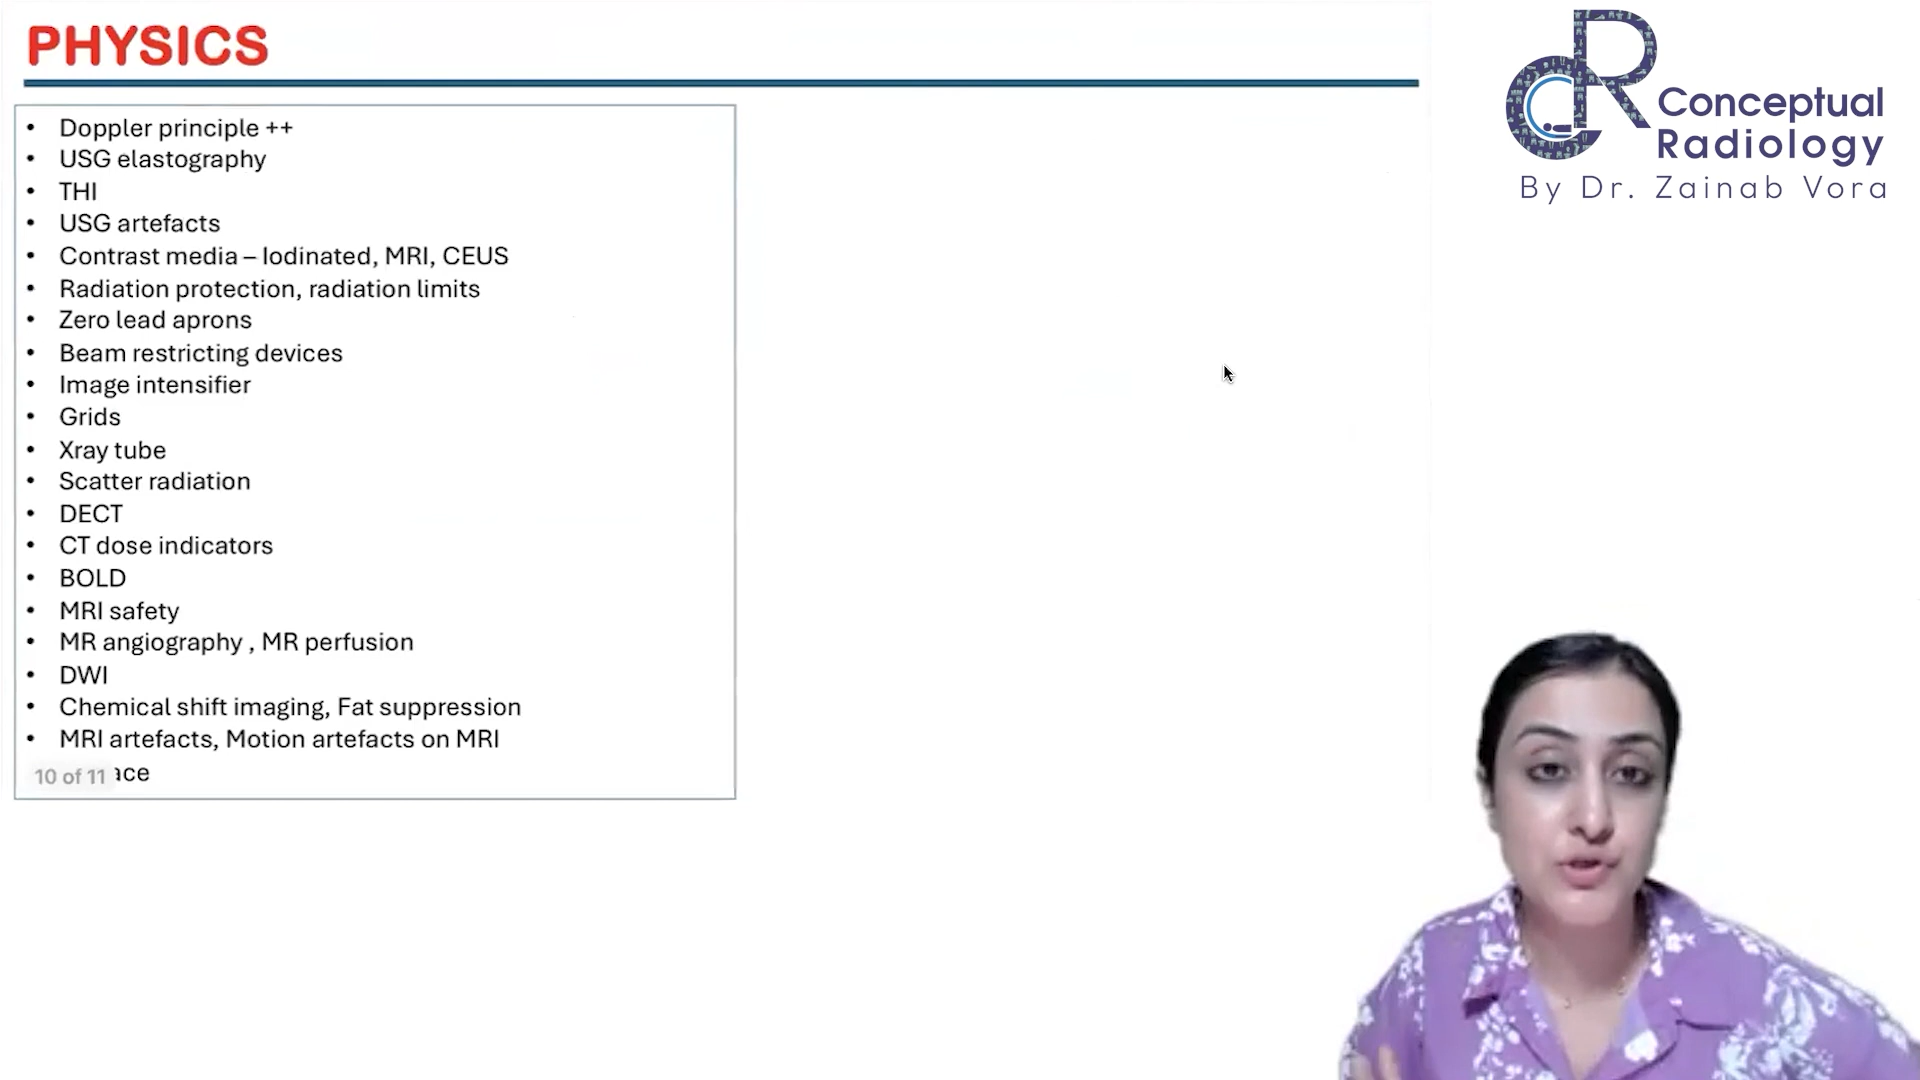 PHYSICS
• Doppler principle ++
• USG elastography
• THI
• USG artefacts
• Contrast media – Iodinated, MRI, CEUS
• Radiation protection, radiation limits
• Zero lead aprons
• Beam restricting devices
• Image intensifier
• Grids
• Xray tube
• Scatter radiation
• DECT
• CT dose indicators
• BOLD
• MRI safety
• MR angiography , MR perfusion
• DWI
• Chemical shift imaging, Fat suppression
• MRI artefacts, Motion artefacts on MRI
10 of 11
CR
Conceptual
Radiology
By Dr. Zainab Vora